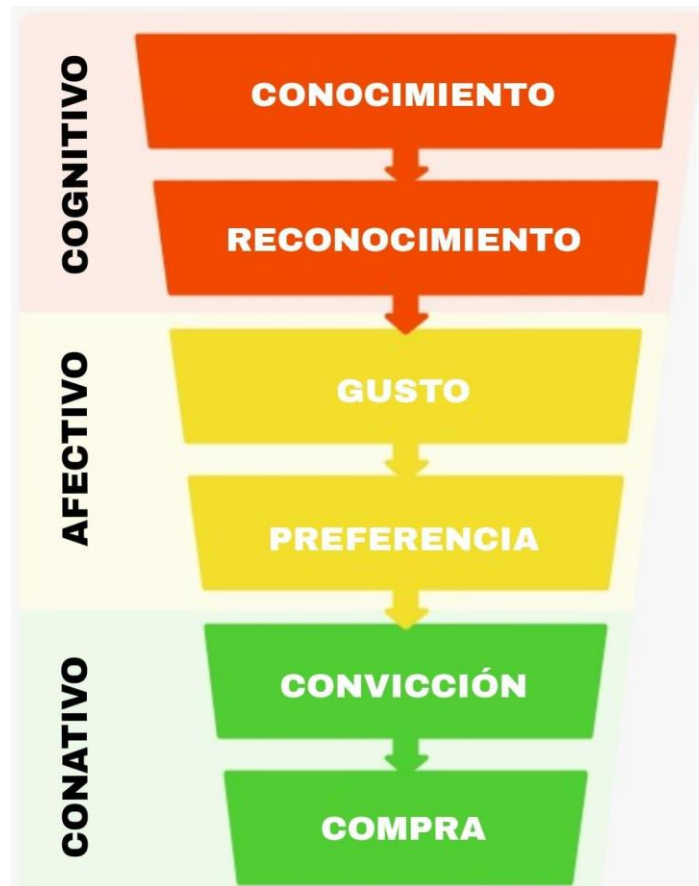 COGNITIVO
CONOCIMIENTO
RECONOCIMIENTO
AFECTIVO
GUSTO
PREFERENCIA
CONATIVO
CONVICCIÓN
COMPRA